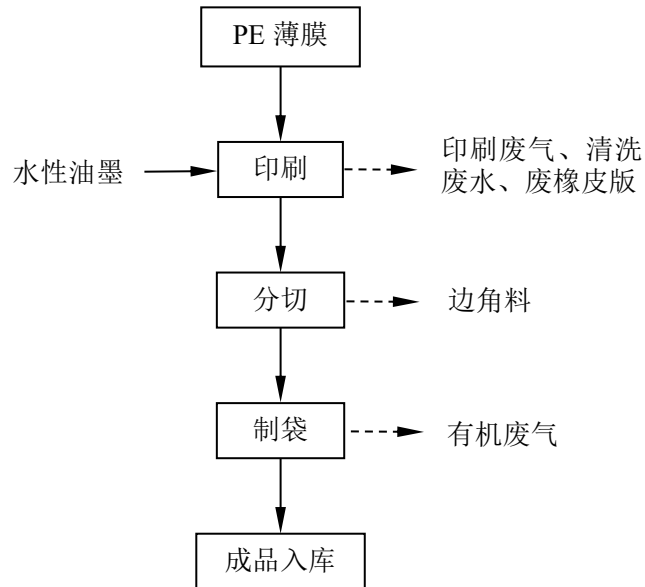 PE 薄膜
水性油墨
印刷
印刷废气、清洗
废水、废橡皮版
分切
边角料
制袋
有机废气
成品入库